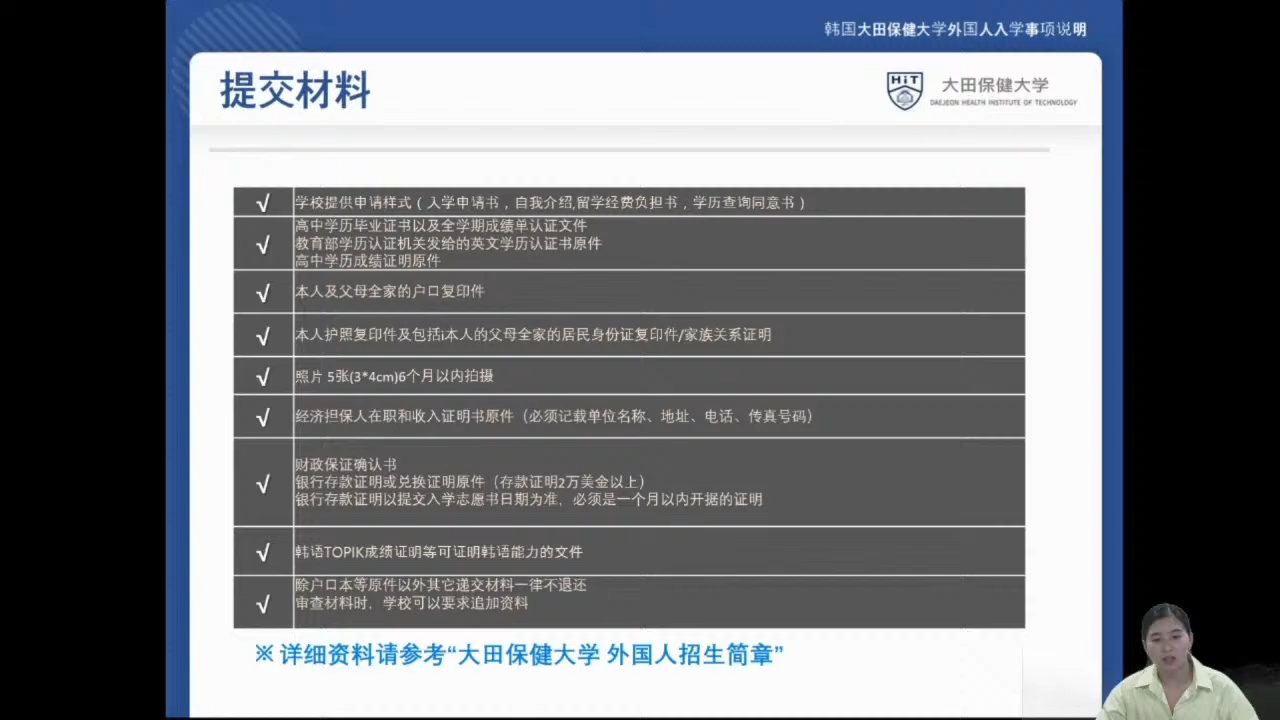 韩国大田保健大学外国人入学事项说明
提交材料
HiT
大田保健大学
DAEJEON HEALTH INSTITUTE OF TECHNOLOGY
√ 学校提供申请样式（入学申请书，自我介绍,留学经费负担书，学历查询同意书）
√ 高中学历毕业证书以及全学期成绩单认证文件
教育部学历认证机关发给的英文学历认证书原件
高中学历成绩证明原件
√ 本人及父母全家的户口复印件
√ 本人护照复印件及包括i本人的父母全家的居民身份证复印件/家族关系证明
√ 照片 5张(3*4cm)6个月以内拍摄
√ 经济担保人在职和收入证明书原件（必须记载单位名称、地址、电话、传真号码）
√ 财政保证确认书
银行存款证明或兑换证明原件（存款证明2万美金以上）
银行存款证明以提交入学志愿书日期为准，必须是一个月以内开据的证明
√ 韩语TOPIK成绩证明等可证明韩语能力的文件
√ 除户口本等原件以外其它递交材料一律不退还
审查材料时，学校可以要求追加资料
※ 详细资料请参考“大田保健大学 外国人招生简章”